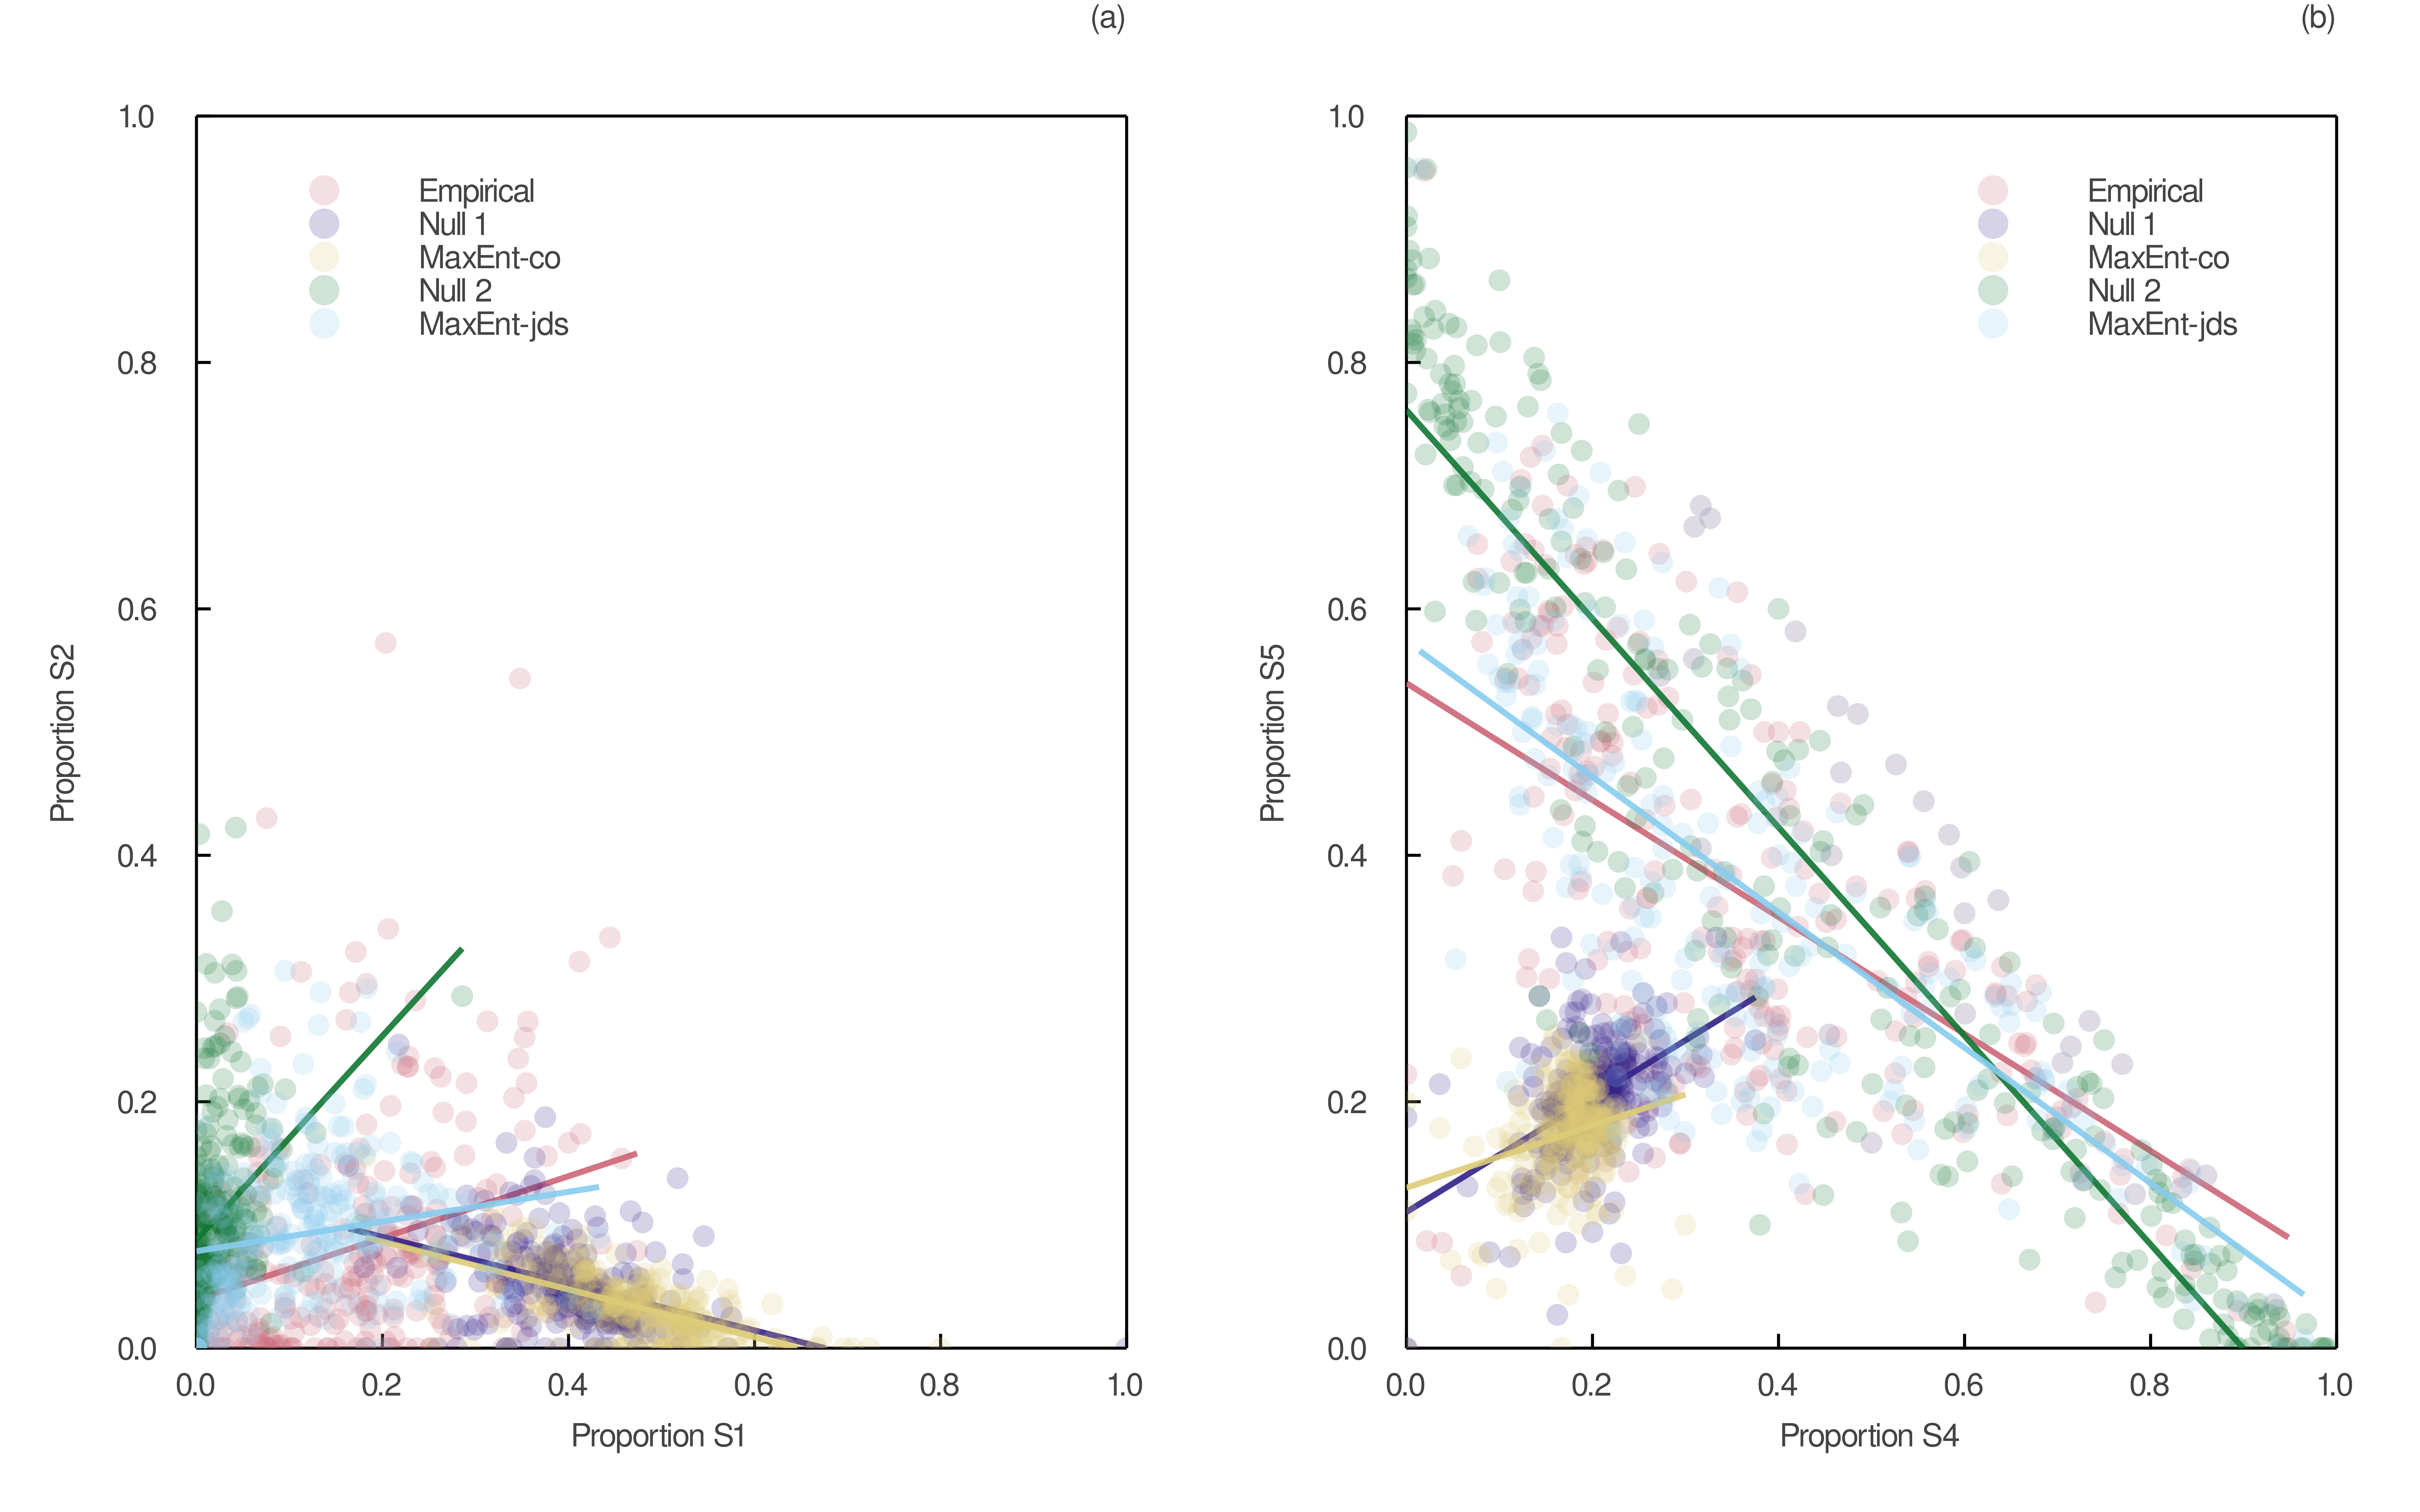 (a)
1.0
0.8
0.6
0.4
0.2
0.0
0.0 0.2 0.4 0.6 0.8 1.0
Proportion S1
Proportion S2
Empirical
Null 1
MaxEnt-co
Null 2
MaxEnt-jds
(b)
1.0
0.8
0.6
0.4
0.2
0.0
0.0 0.2 0.4 0.6 0.8 1.0
Proportion S4
Proportion S5
Empirical
Null 1
MaxEnt-co
Null 2
MaxEnt-jds